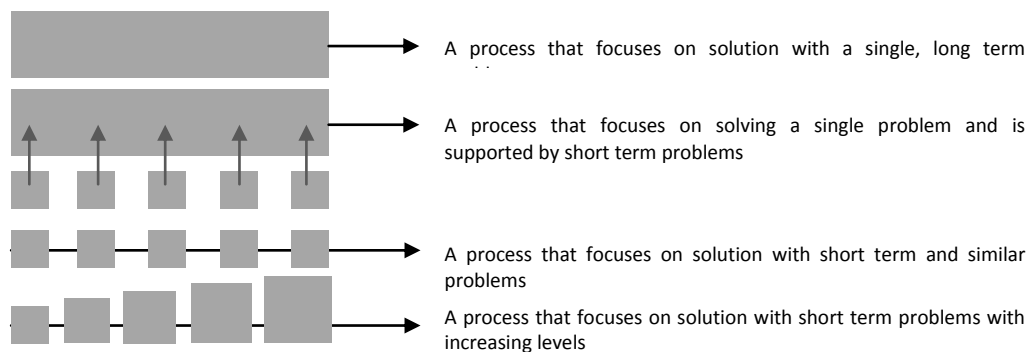 A process that focuses on solution with a single, long term
A process that focuses on solving a single problem and is
supported by short term problems
A process that focuses on solution with short term and similar
problems
A process that focuses on solution with short term problems with
increasing levels